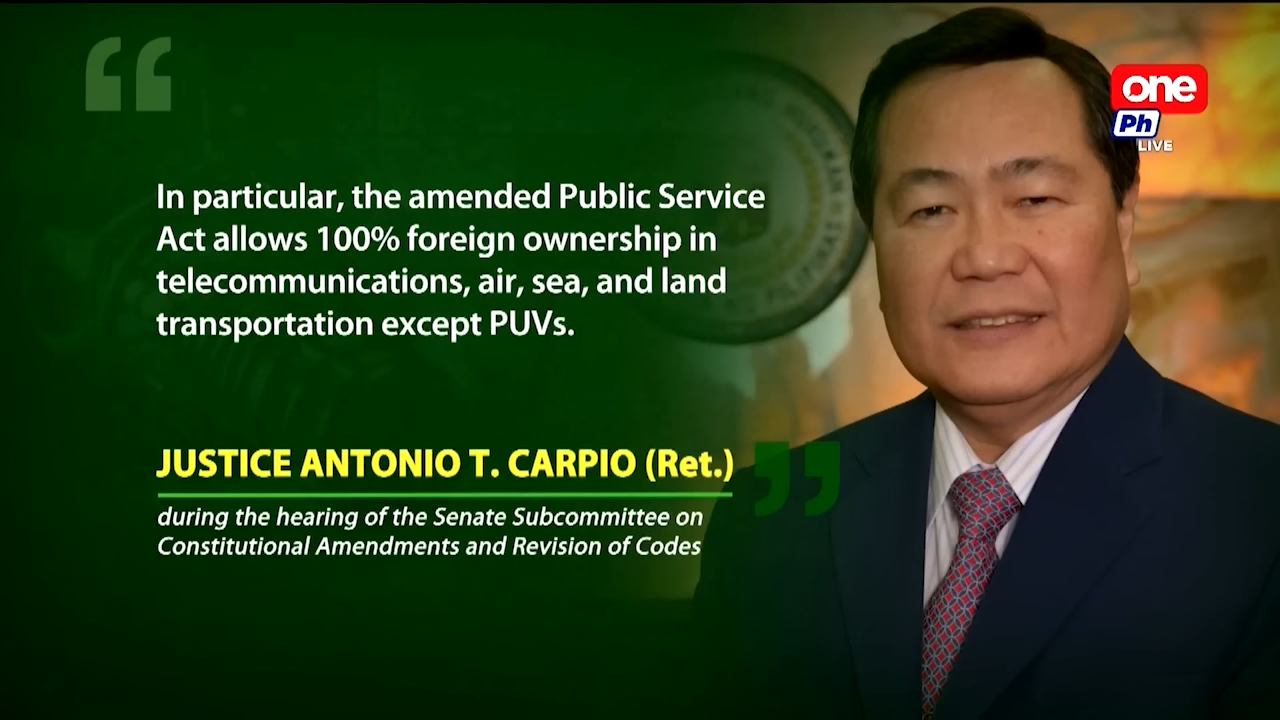 one
Ph
LIVE
“
In particular, the amended Public Service
Act allows 100% foreign ownership in
telecommunications, air, sea, and land
transportation except PUVs.
JUSTICE ANTONIO T. CARPIO (Ret.)
”
during the hearing of the Senate Subcommittee on
Constitutional Amendments and Revision of Codes